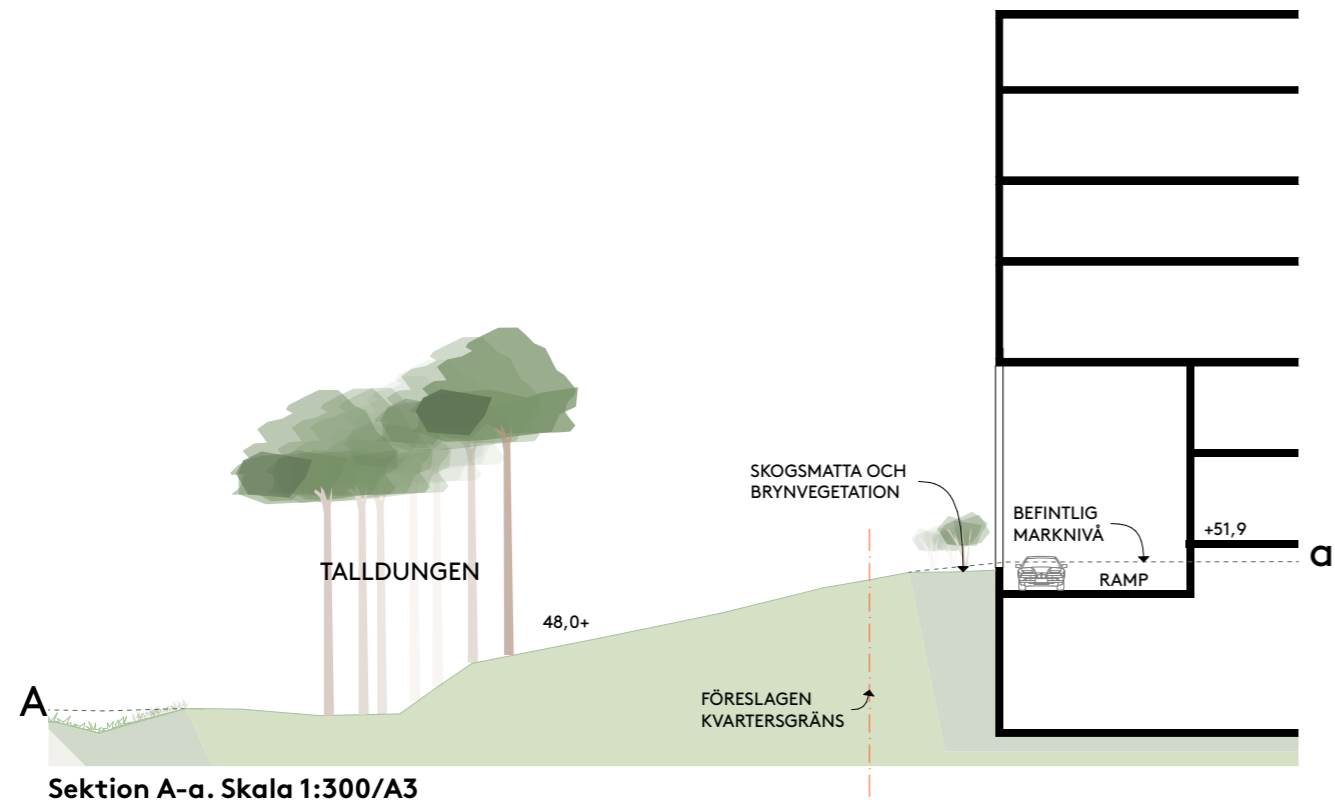 SKOGSMATTA OCH
BRYNVEGETATION
BEFINTLIG
MARKNIVÅ
+51,9
a
RAMP
TALLDUNGEN
48,0+
FÖRESLAGEN
KVARTERSGRÄNS
A
Sektion A-a. Skala 1:300/A3